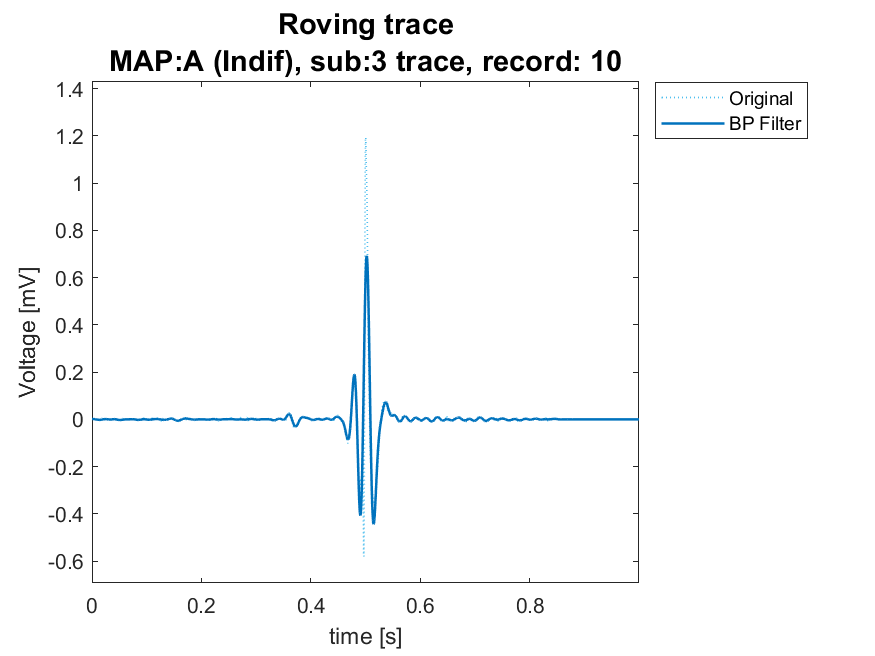 Roving trace
MAP:A (Indif), sub:3 trace, record: 10
Original
BP Filter
1.4
1.2
1
0.8
0.6
0.4
0.2
0
-0.2
-0.4
-0.6
Voltage [mV]
0
0.2
0.4
0.6
0.8
time [s]